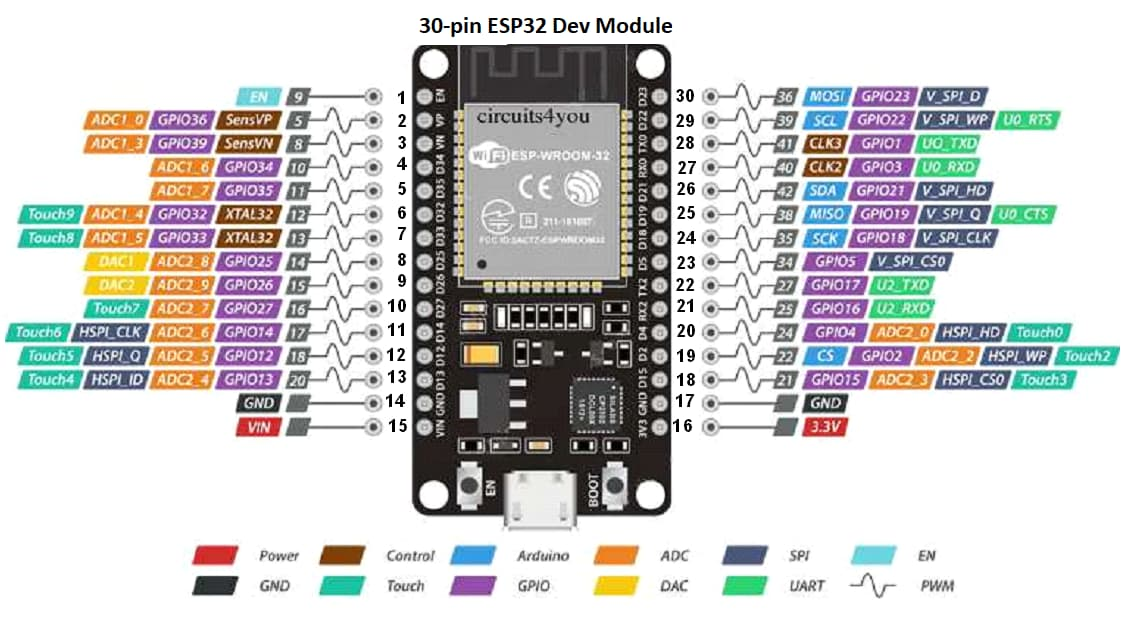 30-pin ESP32 Dev Module
EN 9 1 EN D23 30 36 MOSI GPIO23 V_SPI_D
ADC1_0 GPIO36 SensVP 5 2 VP D22 29 39 SCL GPIO22 V_SPI_WP U0_RTS
ADC1_3 GPIO39 SensVN 8 3 VN TX0 28 41 CLK3 GPIO1 UO_TXD
ADC1_6 GPIO34 10 4 D34 RX0 27 40 CLK2 GPIO3 U0_RXD
ADC1_7 GPIO35 11 5 D35 D21 26 42 SDA GPIO21 V_SPI_HD
Touch9 ADC1_4 GPIO32 XTAL32 12 6 D32 D19 25 38 MISO GPIO19 V_SPI_Q U0_CTS
Touch8 ADC1_5 GPIO33 XTAL32 13 7 D33 D18 24 35 SCK GPIO18 V_SPI_CLK
DAC1 ADC2_8 GPIO25 14 8 D25 D5 23 34 GPIO5 V_SPI_CS0
DAC2 ADC2_9 GPIO26 15 9 D26 TX2 22 27 GPIO17 U2_TXD
Touch7 ADC2_7 GPIO27 16 10 D27 RX2 21 25 GPIO16 U2_RXD
Touch6 HSPI_CLK ADC2_6 GPIO14 17 11 D14 D4 20 24 GPIO4 ADC2_0 HSPI_HD Touch0
Touch5 HSPI_Q ADC2_5 GPIO12 18 12 D12 D2 19 22 CS GPIO2 ADC2_2 HSPI_WP Touch2
Touch4 HSPI_ID ADC2_4 GPIO13 20 13 D13 D15 18 21 GPIO15 ADC2_3 HSPI_CS0 Touch3
GND 14 GND GND 17 GND
VIN 15 VIN 3V3 16 3.3V
circuits4you
WiFi ESP-WROOM-32
CE
R
FCC ID
SILABS
CP2102
EN
BOOT
Power Control Arduino ADC SPI EN
GND Touch GPIO DAC UART PWM